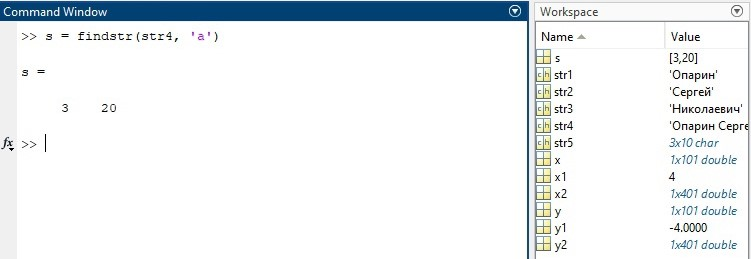 Command Window
>> s = findstr(str4, 'а')
s =
3 20
fx >>
Workspace
Name Value
s [3,20]
str1 'Опарин'
str2 'Сергей'
str3 'Николаевич'
str4 'Опарин Серге
str5 3x10 char
x 1x101 double
x1 4
x2 1x401 double
y 1x101 double
y1 -4.0000
y2 1x401 double